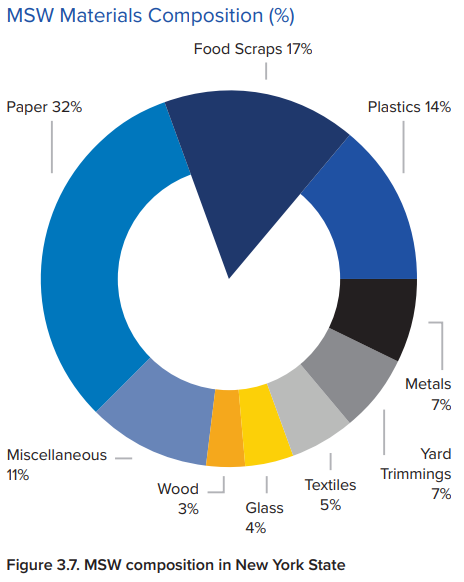 MSW Materials Composition (%)
Food Scraps 17%
Paper 32%
Plastics 14%
Metals
7%
Yard
Trimmings
7%
Textiles
5%
Glass
4%
Wood
3%
Miscellaneous
11%
Figure 3.7. MSW composition in New York State